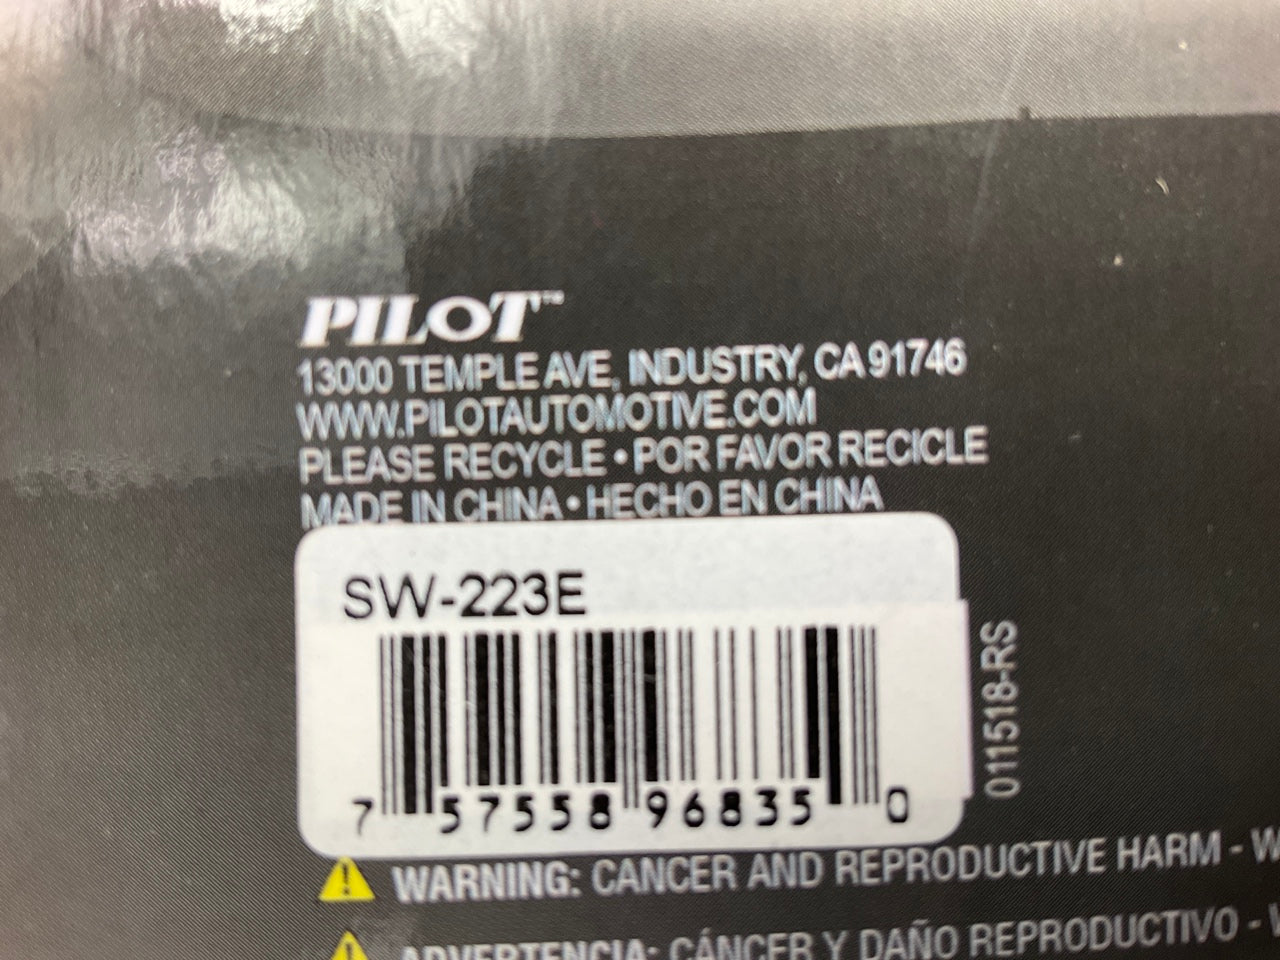 PILOT™
13000 TEMPLE AVE, INDUSTRY, CA 91746
WWW.PILOTAUTOMOTIVE.COM
PLEASE RECYCLE • POR FAVOR RECICLE
MADE IN CHINA • HECHO EN CHINA
SW-223E
7 57558 96835 0
011518-RS
WARNING: CANCER AND REPRODUCTIVE HARM - W
ADVERTENCIA: CÁNCER Y DAÑO REPRODUCTIVO -